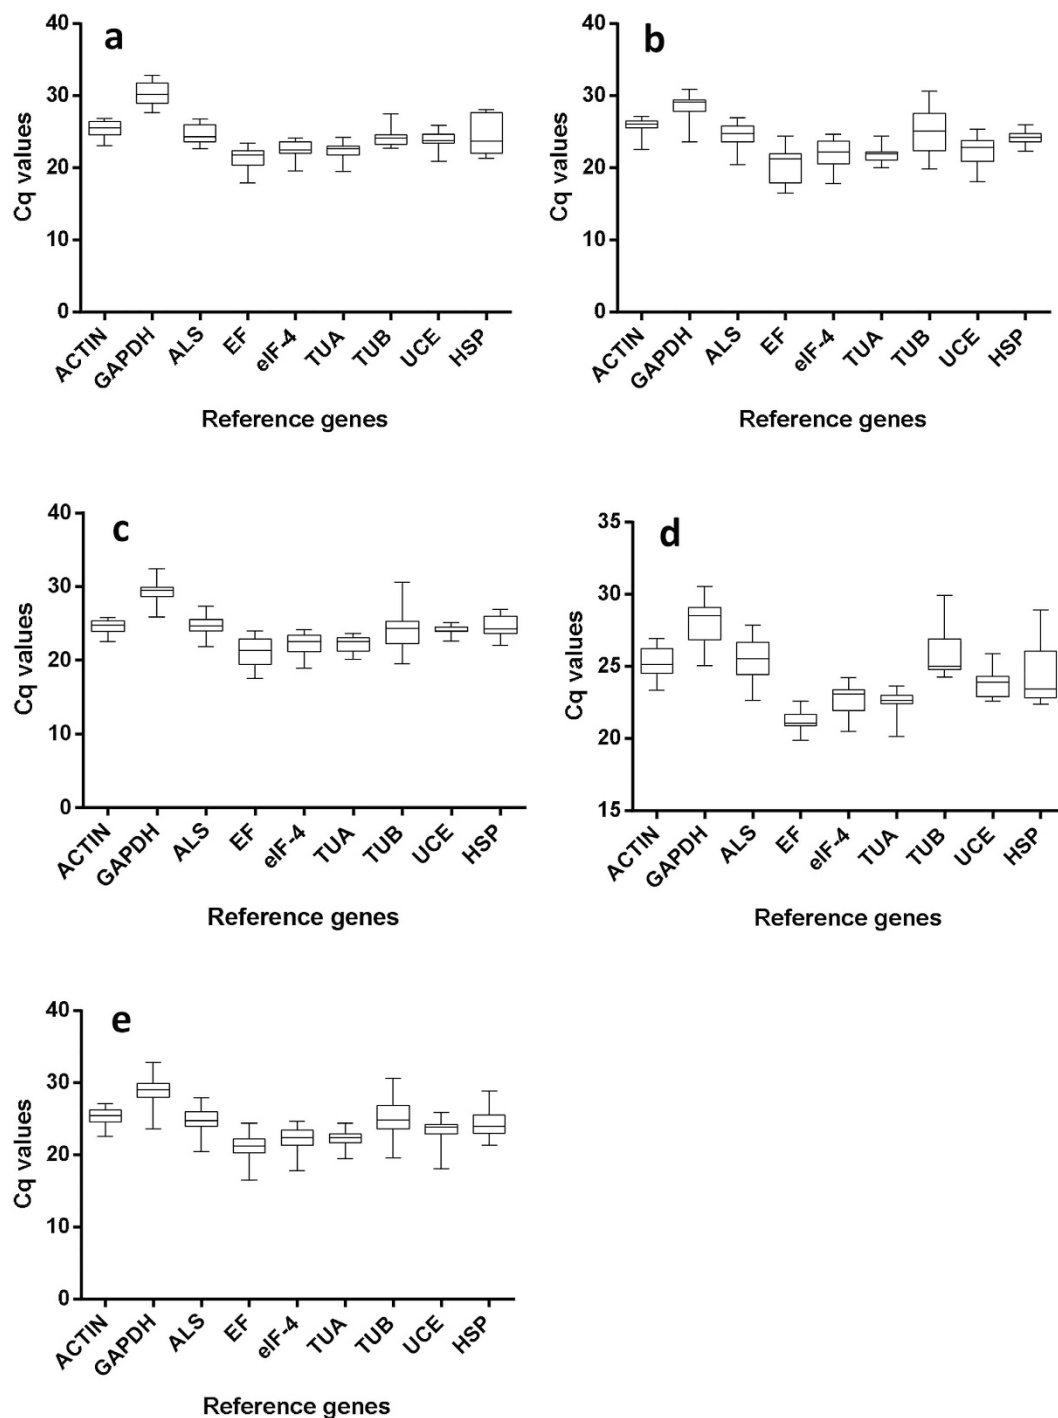 a
40
30
20
10
0
Cq values
ACTIN
GAPDH
ALS
EF
eIF-4
TUA
TUB
UCE
HSP
Reference genes
b
40
30
20
10
0
Cq values
ACTIN
GAPDH
ALS
EF
eIF-4
TUA
TUB
UCE
HSP
Reference genes
c
40
30
20
10
0
Cq values
ACTIN
GAPDH
ALS
EF
eIF-4
TUA
TUB
UCE
HSP
Reference genes
d
35
30
25
20
15
Cq values
ACTIN
GAPDH
ALS
EF
eIF-4
TUA
TUB
UCE
HSP
Reference genes
e
40
30
20
10
0
Cq values
ACTIN
GAPDH
ALS
EF
eIF-4
TUA
TUB
UCE
HSP
Reference genes